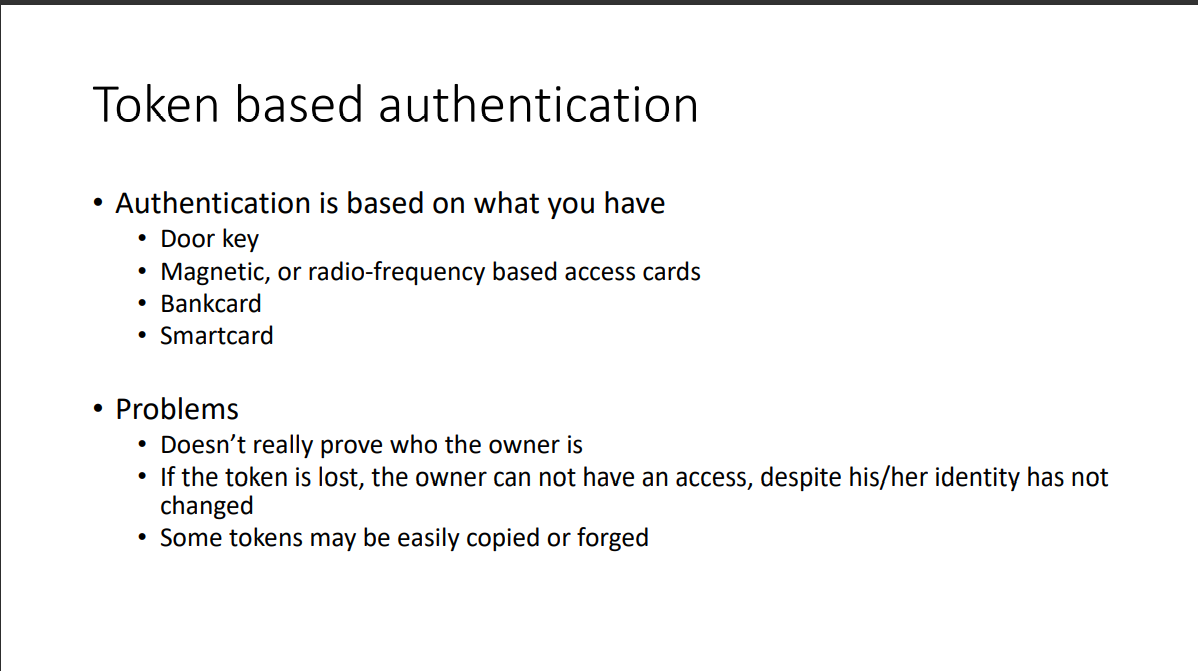 Token based authentication
• Authentication is based on what you have
• Door key
• Magnetic, or radio-frequency based access cards
• Bankcard
• Smartcard
• Problems
• Doesn’t really prove who the owner is
• If the token is lost, the owner can not have an access, despite his/her identity has not
changed
• Some tokens may be easily copied or forged